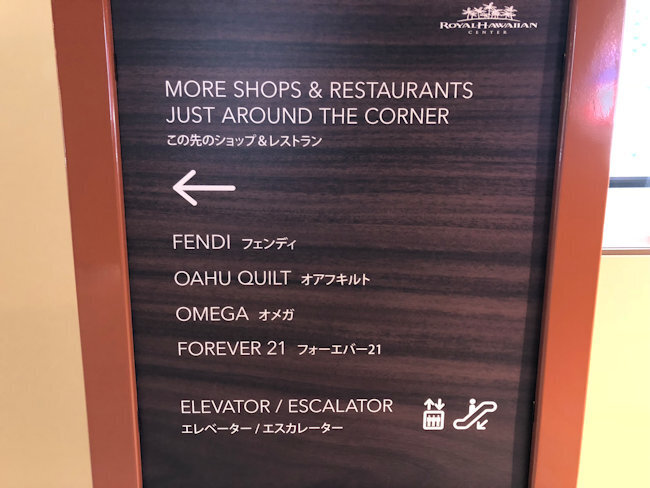 ROYAL HAWAIIAN
CENTER
MORE SHOPS & RESTAURANTS
JUST AROUND THE CORNER
この先のショップ&レストラン
FENDI フェンディ
OAHU QUILT オアフキルト
OMEGA オメガ
FOREVER 21 フォーエバー21
ELEVATOR / ESCALATOR
エレベーター / エスカレーター